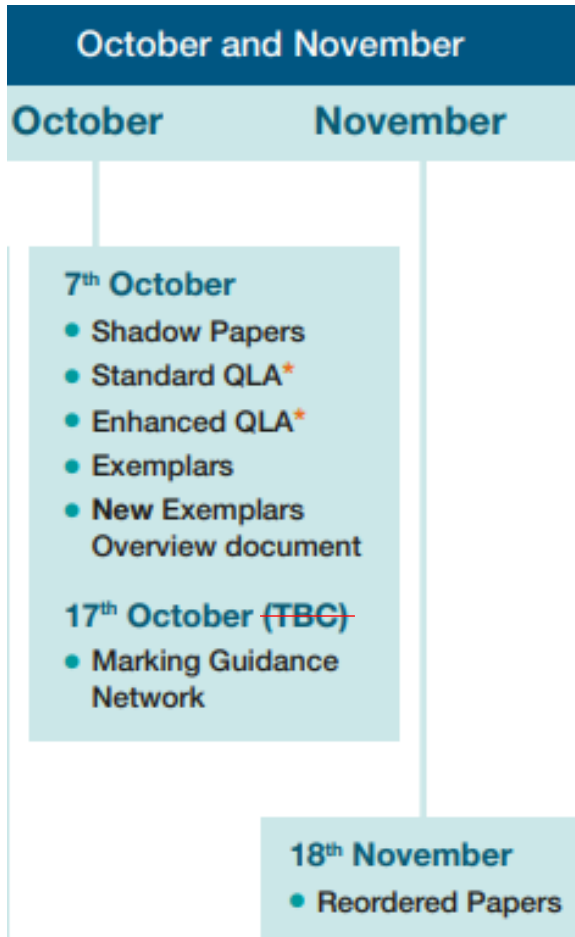 October and November
October November
7th October
• Shadow Papers
• Standard QLA*
• Enhanced QLA*
• Exemplars
• New Exemplars
Overview document
17th October (TBC)
• Marking Guidance
Network
18th November
• Reordered Papers